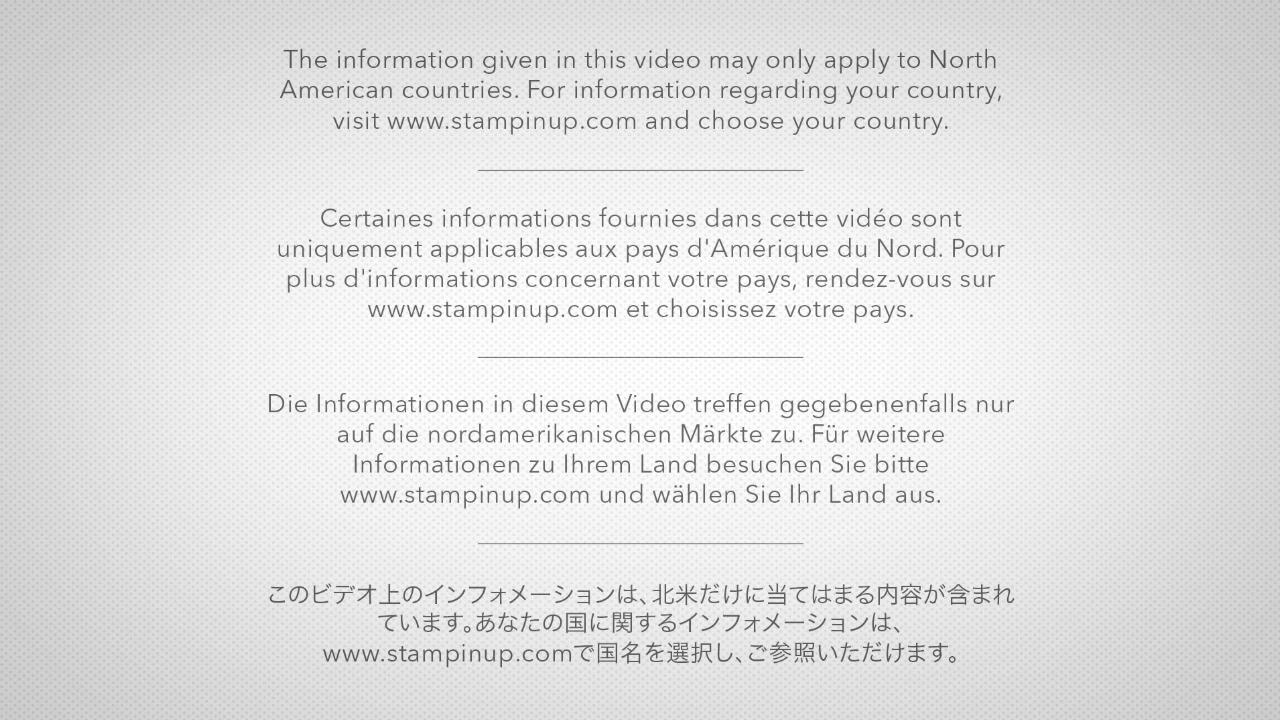 The information given in this video may only apply to North
American countries. For information regarding your country,
visit www.stampinup.com and choose your country.
Certaines informations fournies dans cette vidéo sont
uniquement applicables aux pays d'Amérique du Nord. Pour
plus d'informations concernant votre pays, rendez-vous sur
www.stampinup.com et choisissez votre pays.
Die Informationen in diesem Video treffen gegebenenfalls nur
auf die nordamerikanischen Märkte zu. Für weitere
Informationen zu Ihrem Land besuchen Sie bitte
www.stampinup.com und wählen Sie Ihr Land aus.
このビデオ上のインフォメーションは、北米だけに当てはまる内容が含まれ
ています。あなたの国に関するインフォメーションは、
www.stampinup.comで国名を選択し、ご参照いただけます。